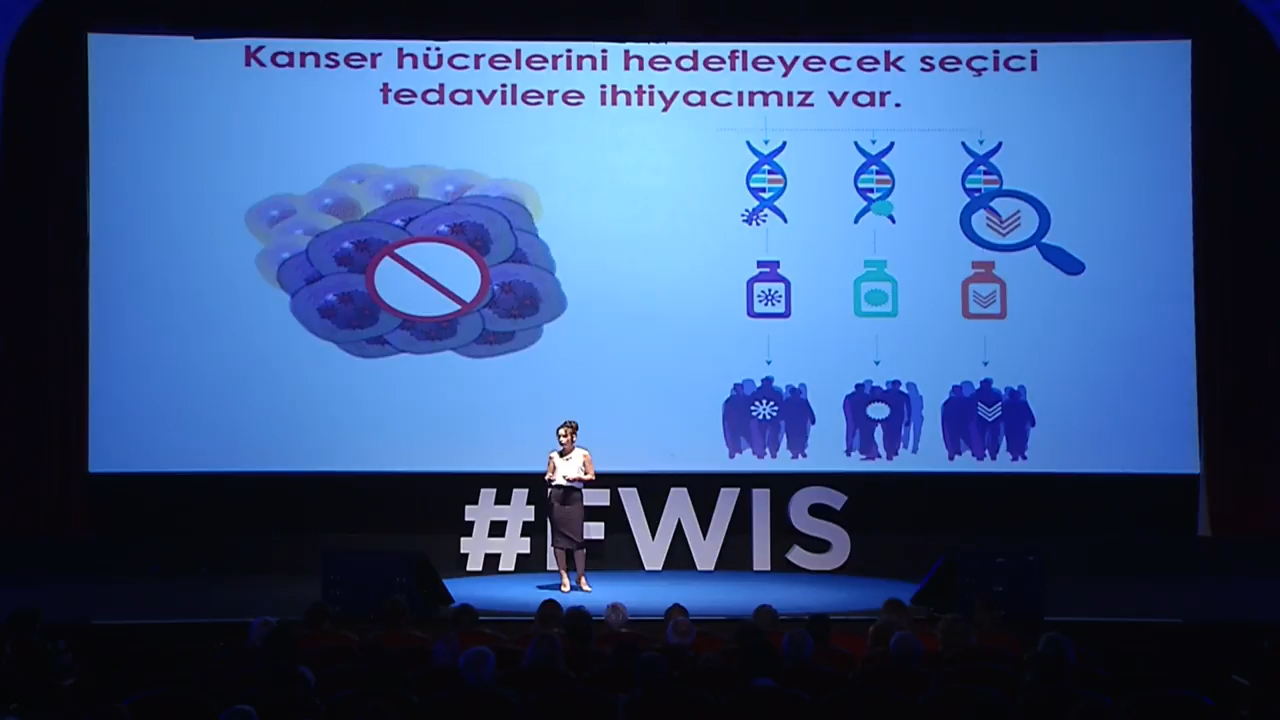 Kanser hücrelerini hedefleyecek seçici
tedavilere ihtiyacımız var.
#FWIS